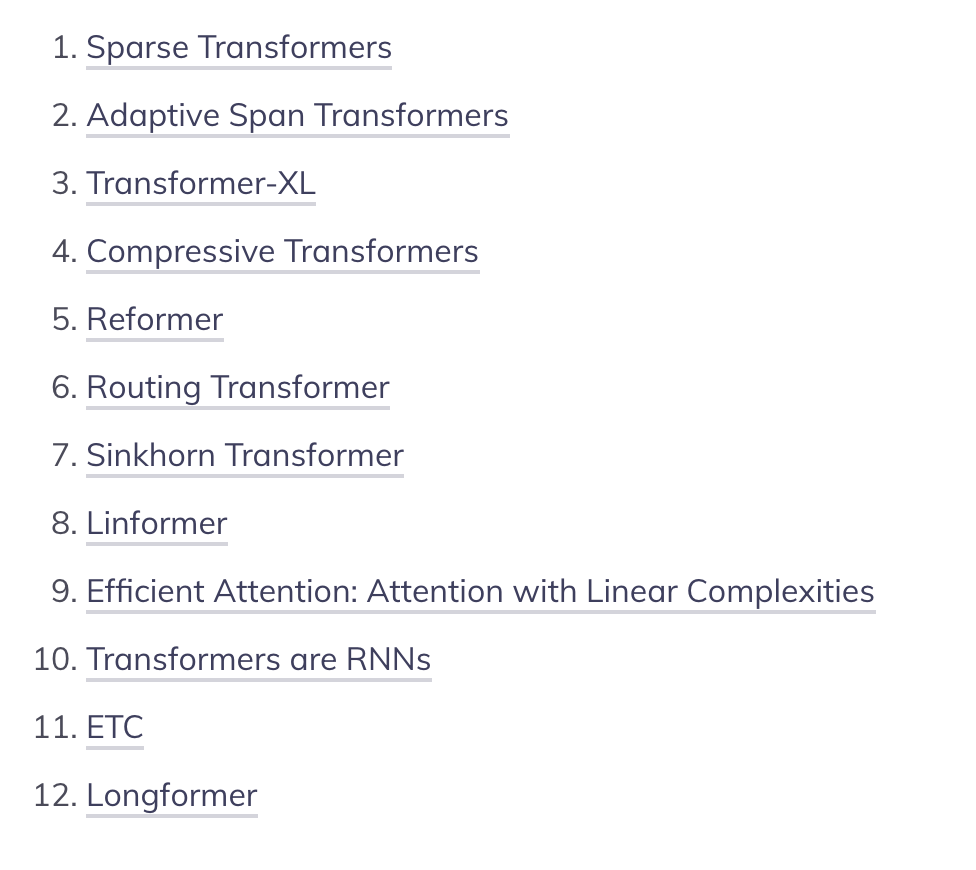 1. Sparse Transformers
2. Adaptive Span Transformers
3. Transformer-XL
4. Compressive Transformers
5. Reformer
6. Routing Transformer
7. Sinkhorn Transformer
8. Linformer
9. Efficient Attention: Attention with Linear Complexities
10. Transformers are RNNs
11. ETC
12. Longformer